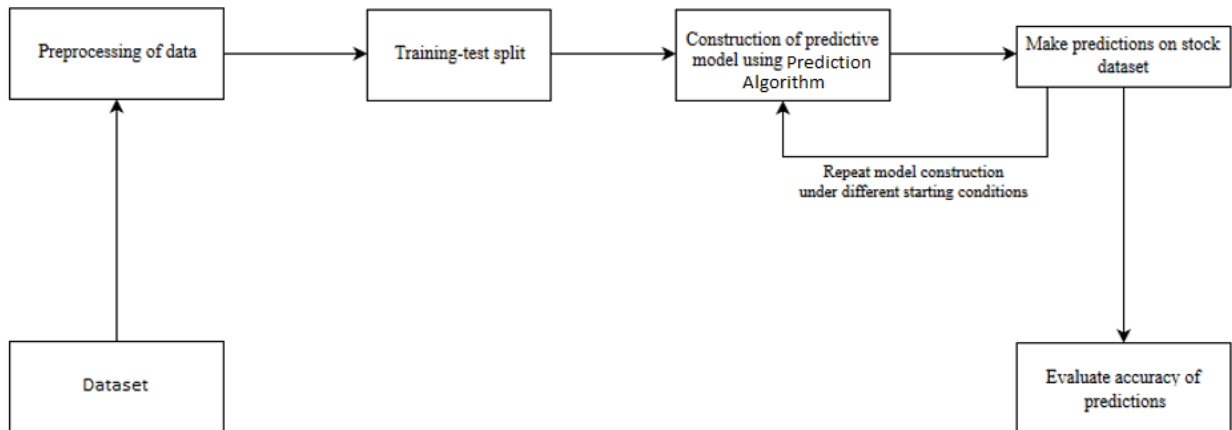 Preprocessing of data
Training-test split
Construction of predictive
model using Prediction
Algorithm
Make predictions on stock
dataset
Repeat model construction
under different starting conditions
Dataset
Evaluate accuracy of
predictions